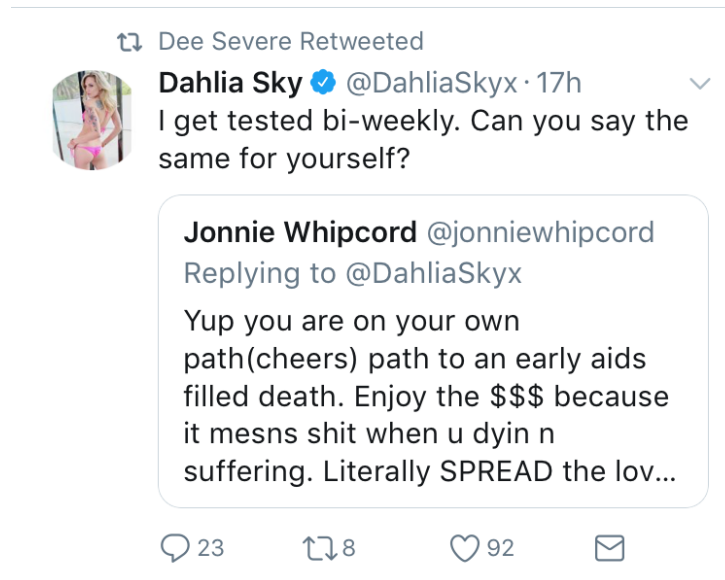 Dee Severe Retweeted
Dahlia Sky @DahliaSkyx · 17h
I get tested bi-weekly. Can you say the
same for yourself?
Jonnie Whipcord @jonniewhipcord
Replying to @DahliaSkyx
Yup you are on your own
path(cheers) path to an early aids
filled death. Enjoy the $$$ because
it mesns shit when u dyin n
suffering. Literally SPREAD the lov...
23 8 92